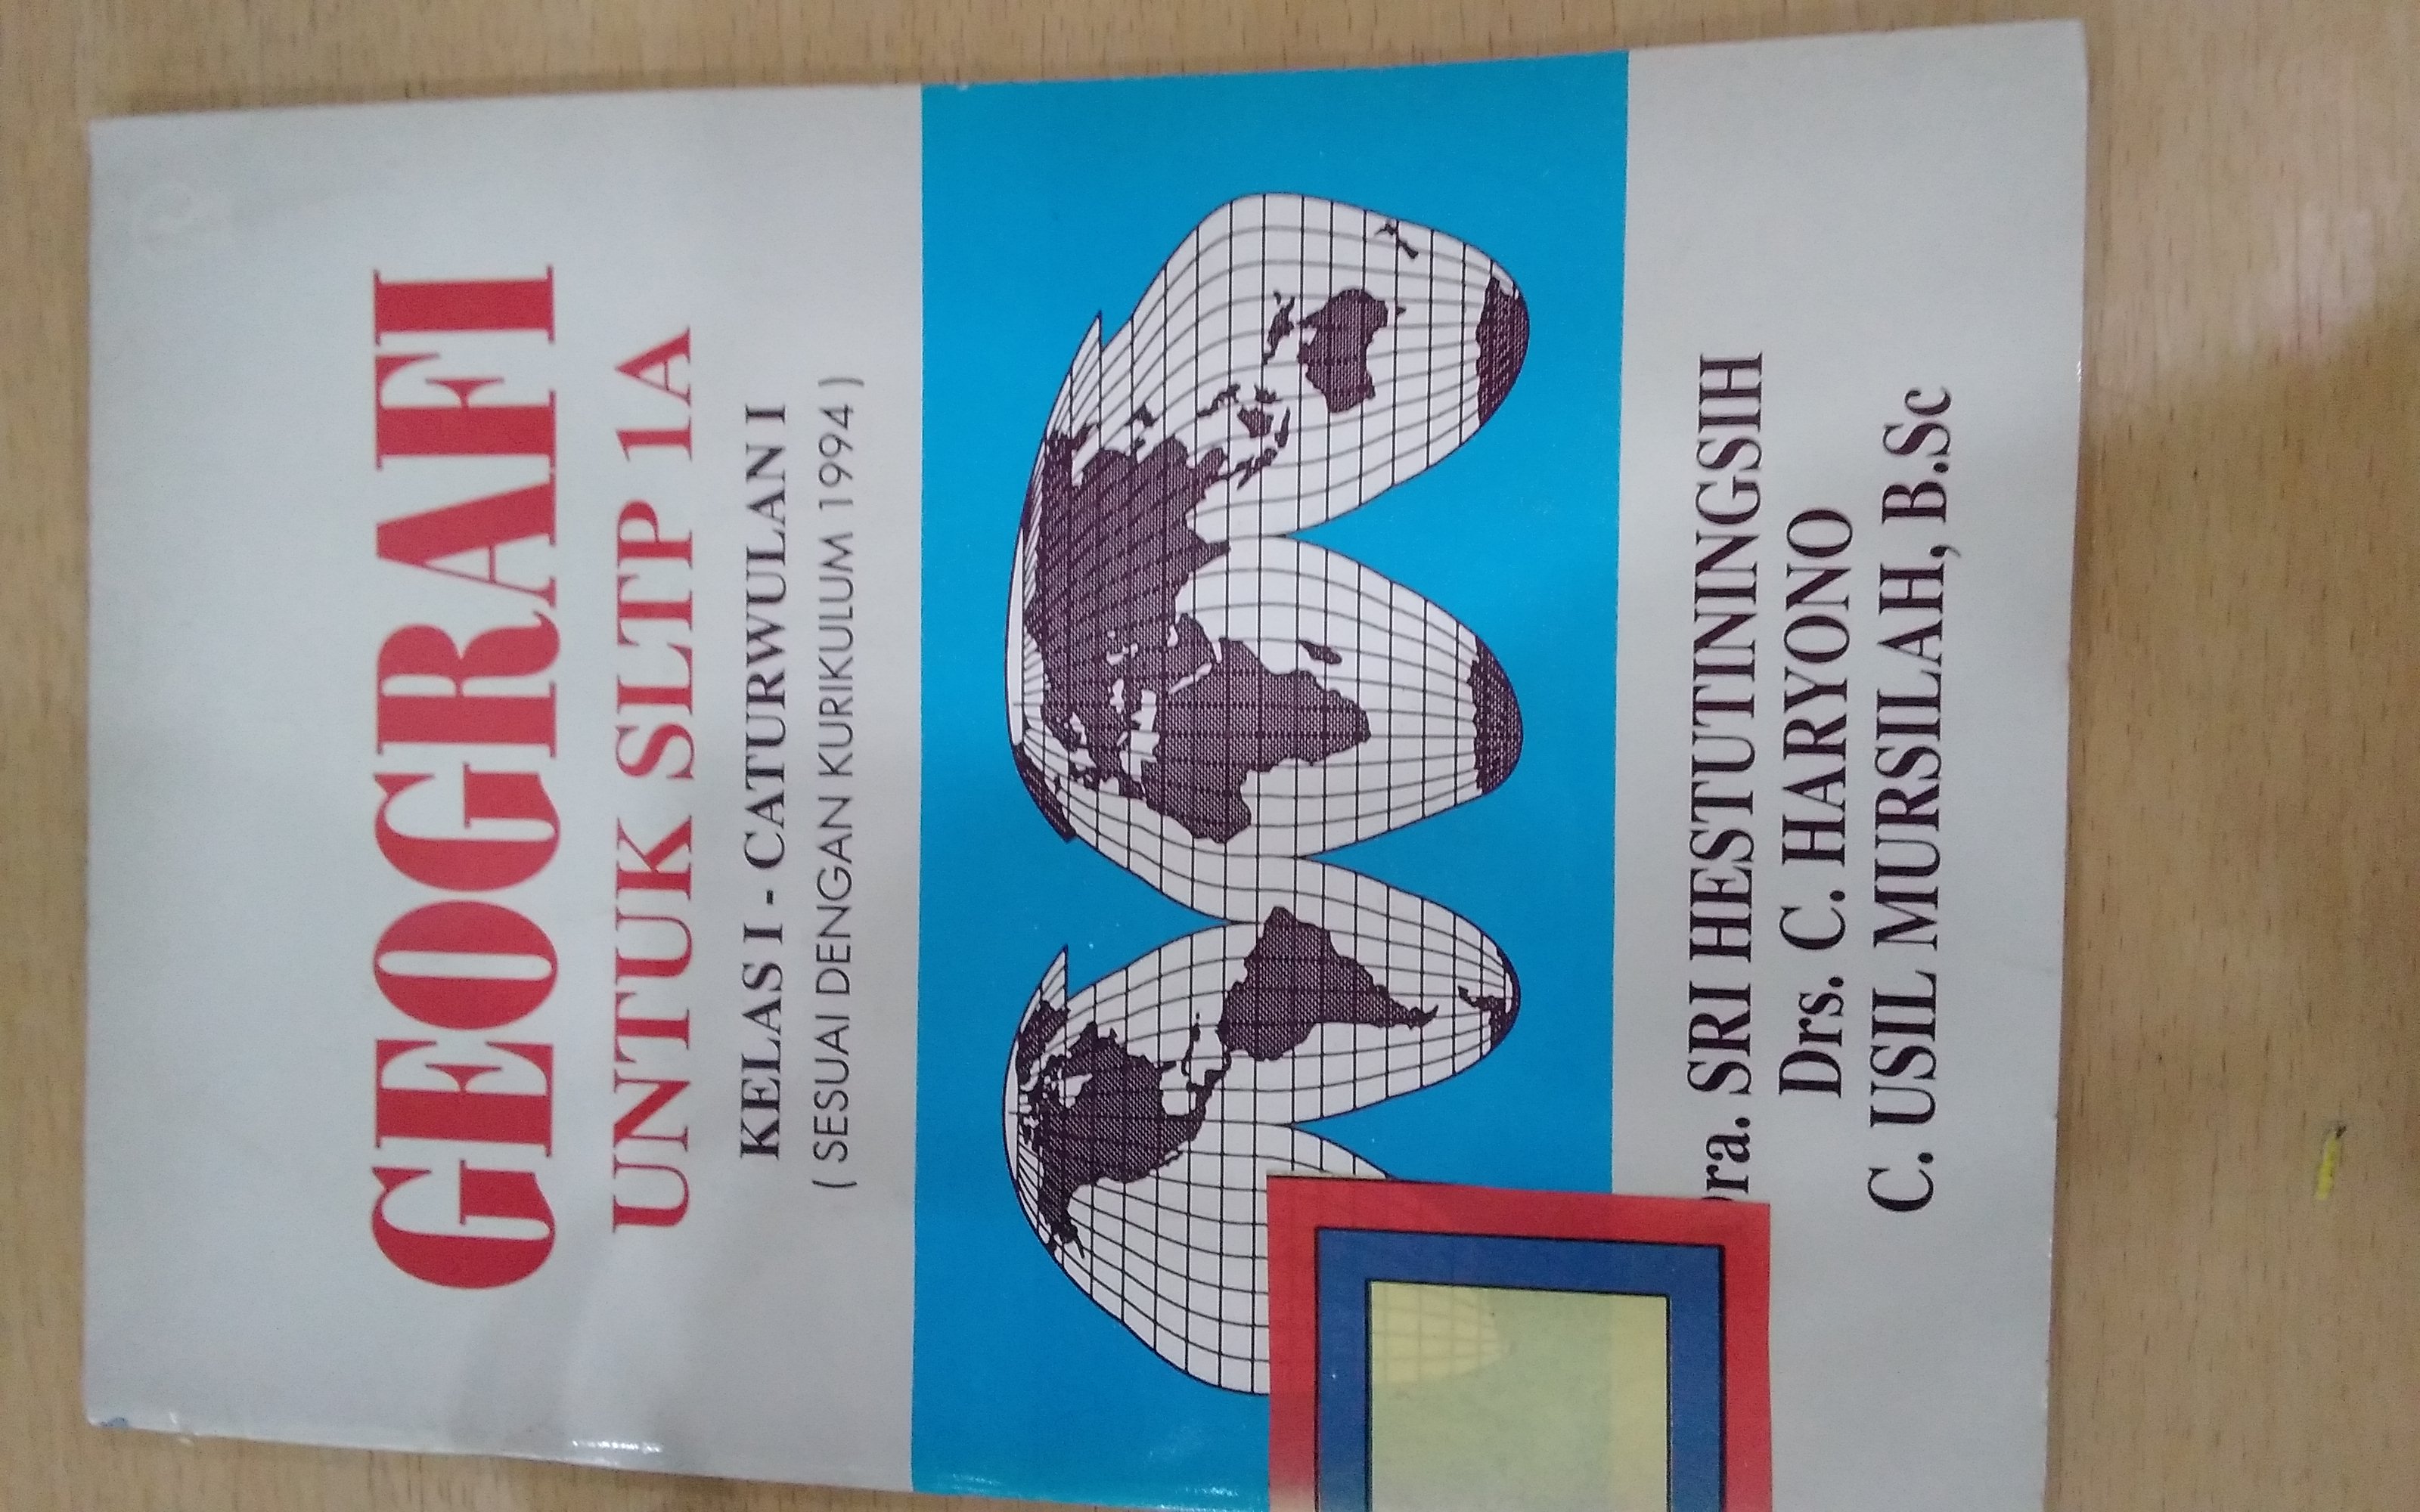 GEOGRAFI
UNTUK SLTP 1A
KELAS I - CATURWULAN I
( SESUAI DENGAN KURIKULUM 1994 )
SRI HESTUTININGSIH
Drs. C. HARYONO
C. USIL MURSILAH, B.Sc